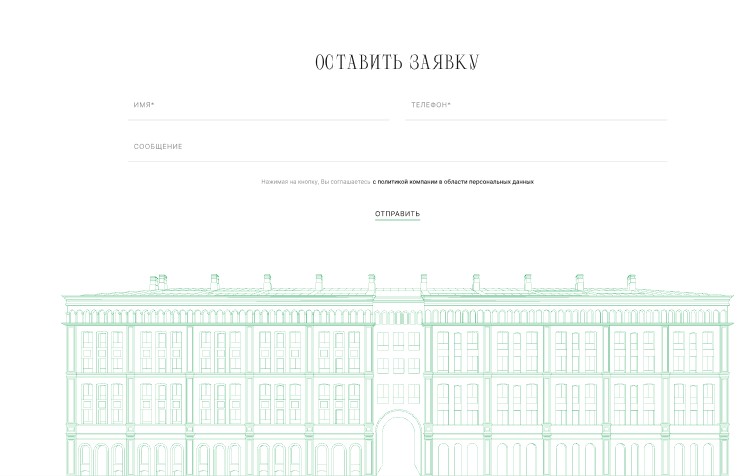 ОСТАВИТЬ ЗАЯВКУ
ИМЯ* ТЕЛЕФОН*
СООБЩЕНИЕ
Нажимая на кнопку, Вы соглашаетесь с политикой компании в области персональных данных
ОТПРАВИТЬ